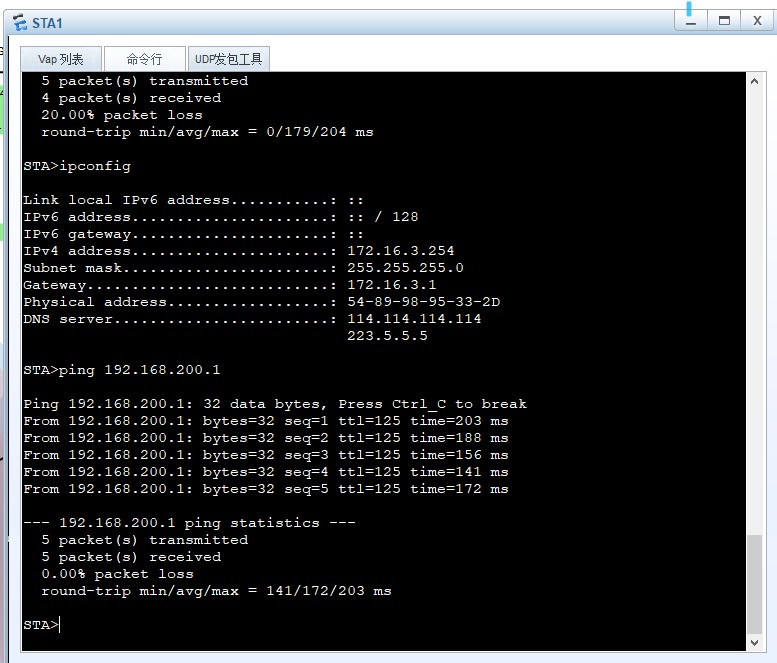 STA1
X
Vap 列表 命令行 UDP发包工具
5 packet(s) transmitted
4 packet(s) received
20.00% packet loss
round-trip min/avg/max = 0/179/204 ms
STA>ipconfig
Link local IPv6 address...........: ::
IPv6 address......................: :: / 128
IPv6 gateway......................: ::
IPv4 address......................: 172.16.3.254
Subnet mask.......................: 255.255.255.0
Gateway...........................: 172.16.3.1
Physical address..................: 54-89-98-95-33-2D
DNS server........................: 114.114.114.114
223.5.5.5
STA>ping 192.168.200.1
Ping 192.168.200.1: 32 data bytes, Press Ctrl_C to break
From 192.168.200.1: bytes=32 seq=1 ttl=125 time=203 ms
From 192.168.200.1: bytes=32 seq=2 ttl=125 time=188 ms
From 192.168.200.1: bytes=32 seq=3 ttl=125 time=156 ms
From 192.168.200.1: bytes=32 seq=4 ttl=125 time=141 ms
From 192.168.200.1: bytes=32 seq=5 ttl=125 time=172 ms
--- 192.168.200.1 ping statistics ---
5 packet(s) transmitted
5 packet(s) received
0.00% packet loss
round-trip min/avg/max = 141/172/203 ms
STA>